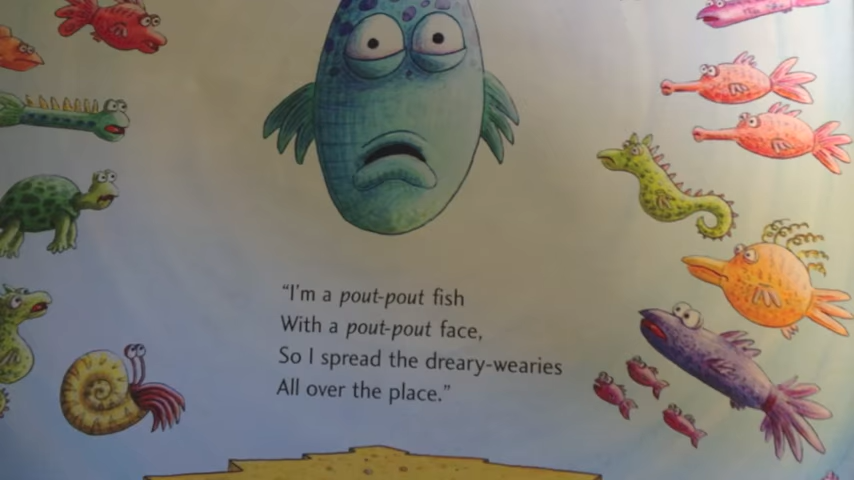 “I'm a pout-pout fish
With a pout-pout face,
So I spread the dreary-wearies
All over the place.”